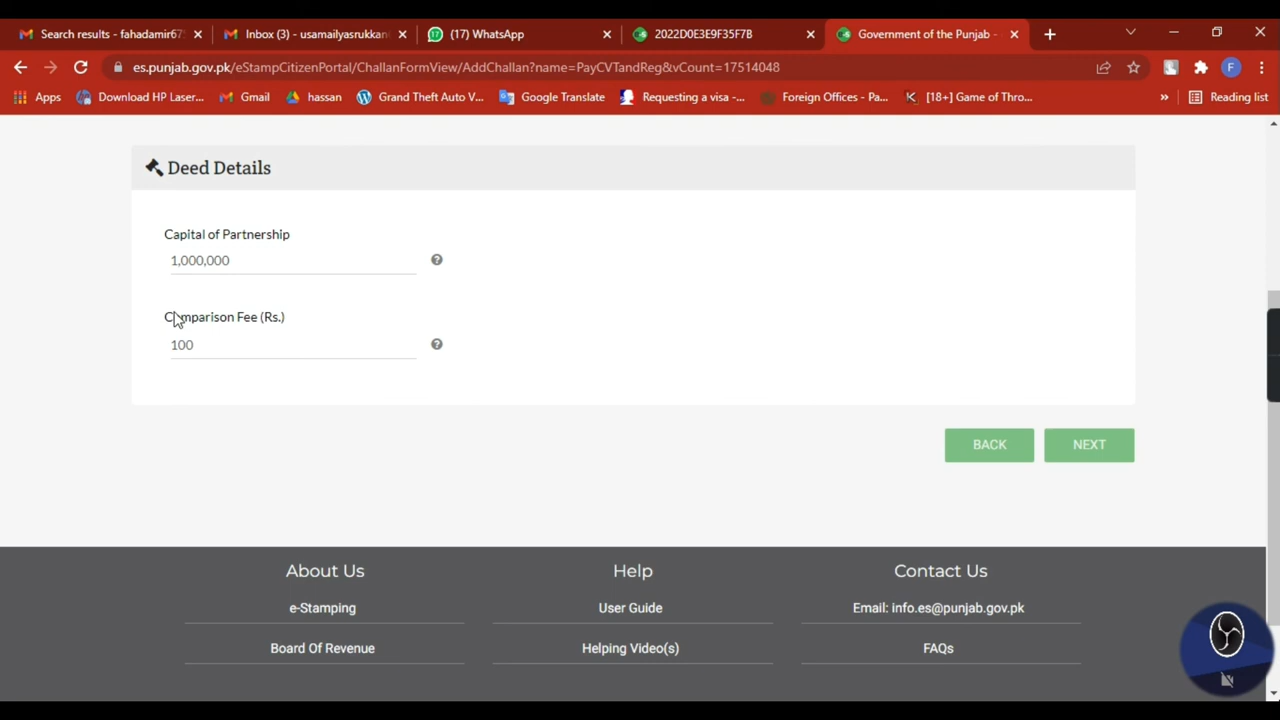 Search results - fahadamir67
Inbox (3) - usamailyasrukkan
(17) WhatsApp
2022D0E3E9F35F7B
Government of the Punjab -
es.punjab.gov.pk/eStampCitizenPortal/ChallanFormView/AddChallan?name=PayCVTandReg&vCount=17514048
F
Apps
Download HP Laser...
Gmail
hassan
Grand Theft Auto V...
Google Translate
Requesting a visa -...
Foreign Offices - Pa...
[18+] Game of Thro...
»
Reading list
Deed Details
Capital of Partnership
1,000,000
Comparison Fee (Rs.)
100
BACK
NEXT
About Us
Help
Contact Us
e-Stamping
User Guide
Email: info.es@punjab.gov.pk
Board Of Revenue
Helping Video(s)
FAQs